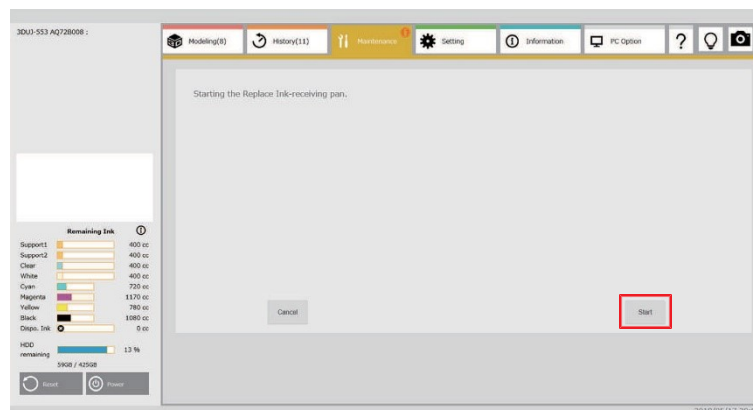 3DUJ-553 AQ72B008 :
Modeling(8)
History(11)
Maintenance
Setting
Information
PC Option
?
Starting the Replace Ink-receiving pan.
Remaining Ink
Support1 400 cc
Support2 400 cc
Clear 400 cc
White 400 cc
Cyan 720 cc
Magenta 1170 cc
Yellow 780 cc
Black 1080 cc
Dispo. Ink 0 cc
HDD
remaining 13 %
59GB / 425GB
Reset
Power
Cancel
Start